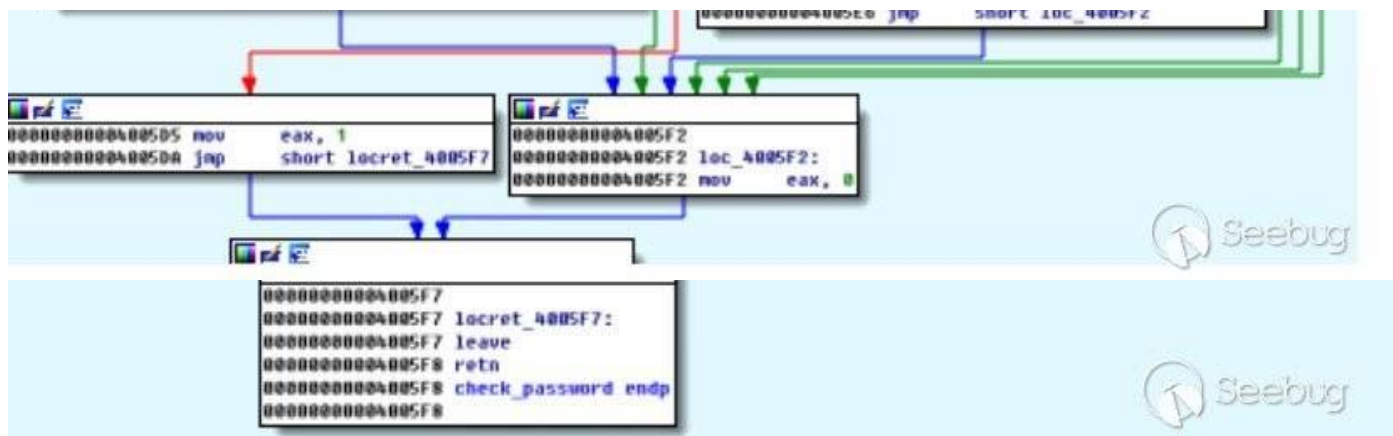 00000000004005E6 jmp     short loc_4005F2
00000000004005D5 mov     eax, 1
00000000004005DA jmp     short locret_4005F7
00000000004005F2
00000000004005F2 loc_4005F2:
00000000004005F2 mov     eax, 0
Seebug
00000000004005F7
00000000004005F7 locret_4005F7:
00000000004005F7 leave
00000000004005F8 retn
00000000004005F8 check_password endp
00000000004005F8
Seebug